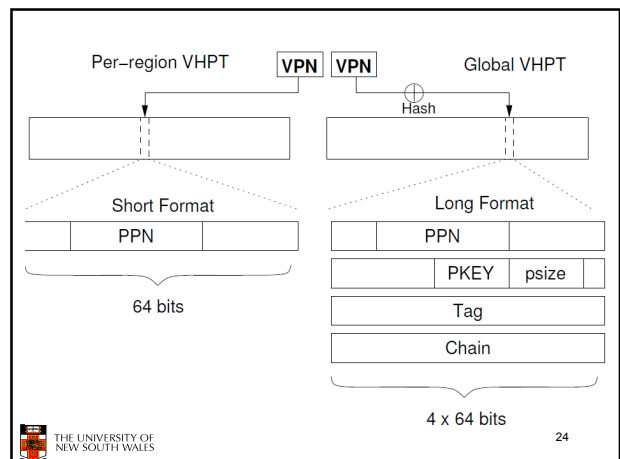 Per-region VHPT
VPN VPN
Global VHPT
Hash
Short Format
PPN
64 bits
Long Format
PPN
PKEY psize
Tag
Chain
4 x 64 bits
THE UNIVERSITY OF
NEW SOUTH WALES
24